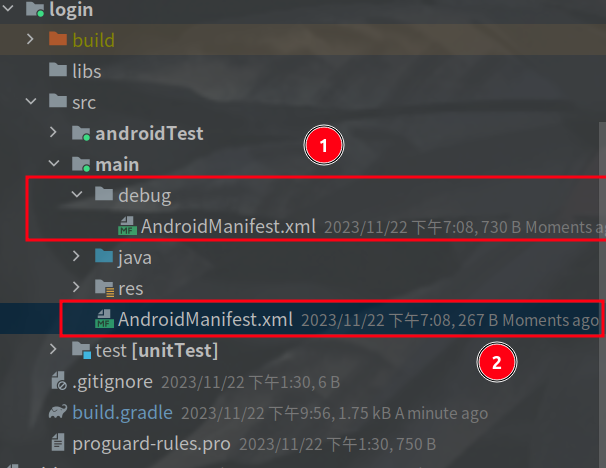 login
build
libs
src
androidTest
1
main
debug
MF AndroidManifest.xml 2023/11/22 下午7:08, 730 B Moments ag
java
res
MF AndroidManifest.xml 2023/11/22 下午7:08, 267 B Moments ago
test [unitTest]
2
.gitignore 2023/11/22 下午1:30, 6 B
build.gradle 2023/11/22 下午9:56, 1.75 kB A minute ago
proguard-rules.pro 2023/11/22 下午1:30, 750 B